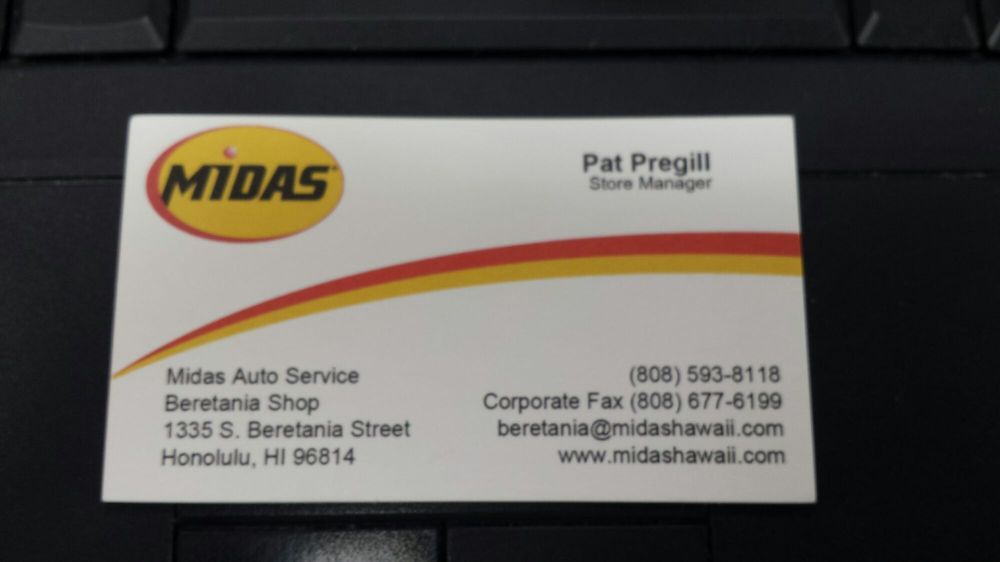 MIDAS
Pat Pregill
Store Manager
Midas Auto Service
Beretania Shop
1335 S. Beretania Street
Honolulu, HI 96814
(808) 593-8118
Corporate Fax (808) 677-6199
beretania@midashawaii.com
www.midashawaii.com